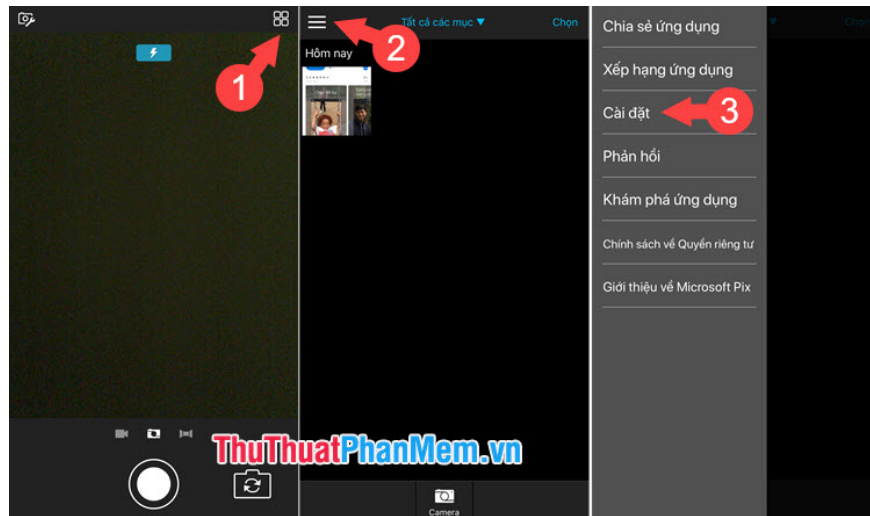 1
Tất cả các mục ▼
Chọn
2
Hôm nay
Camera
Chia sẻ ứng dụng
Xếp hạng ứng dụng
Cài đặt
3
Phản hồi
Khám phá ứng dụng
Chính sách về Quyền riêng tư
Giới thiệu về Microsoft Pix
Chọn
ThuThuatPhanMem.vn